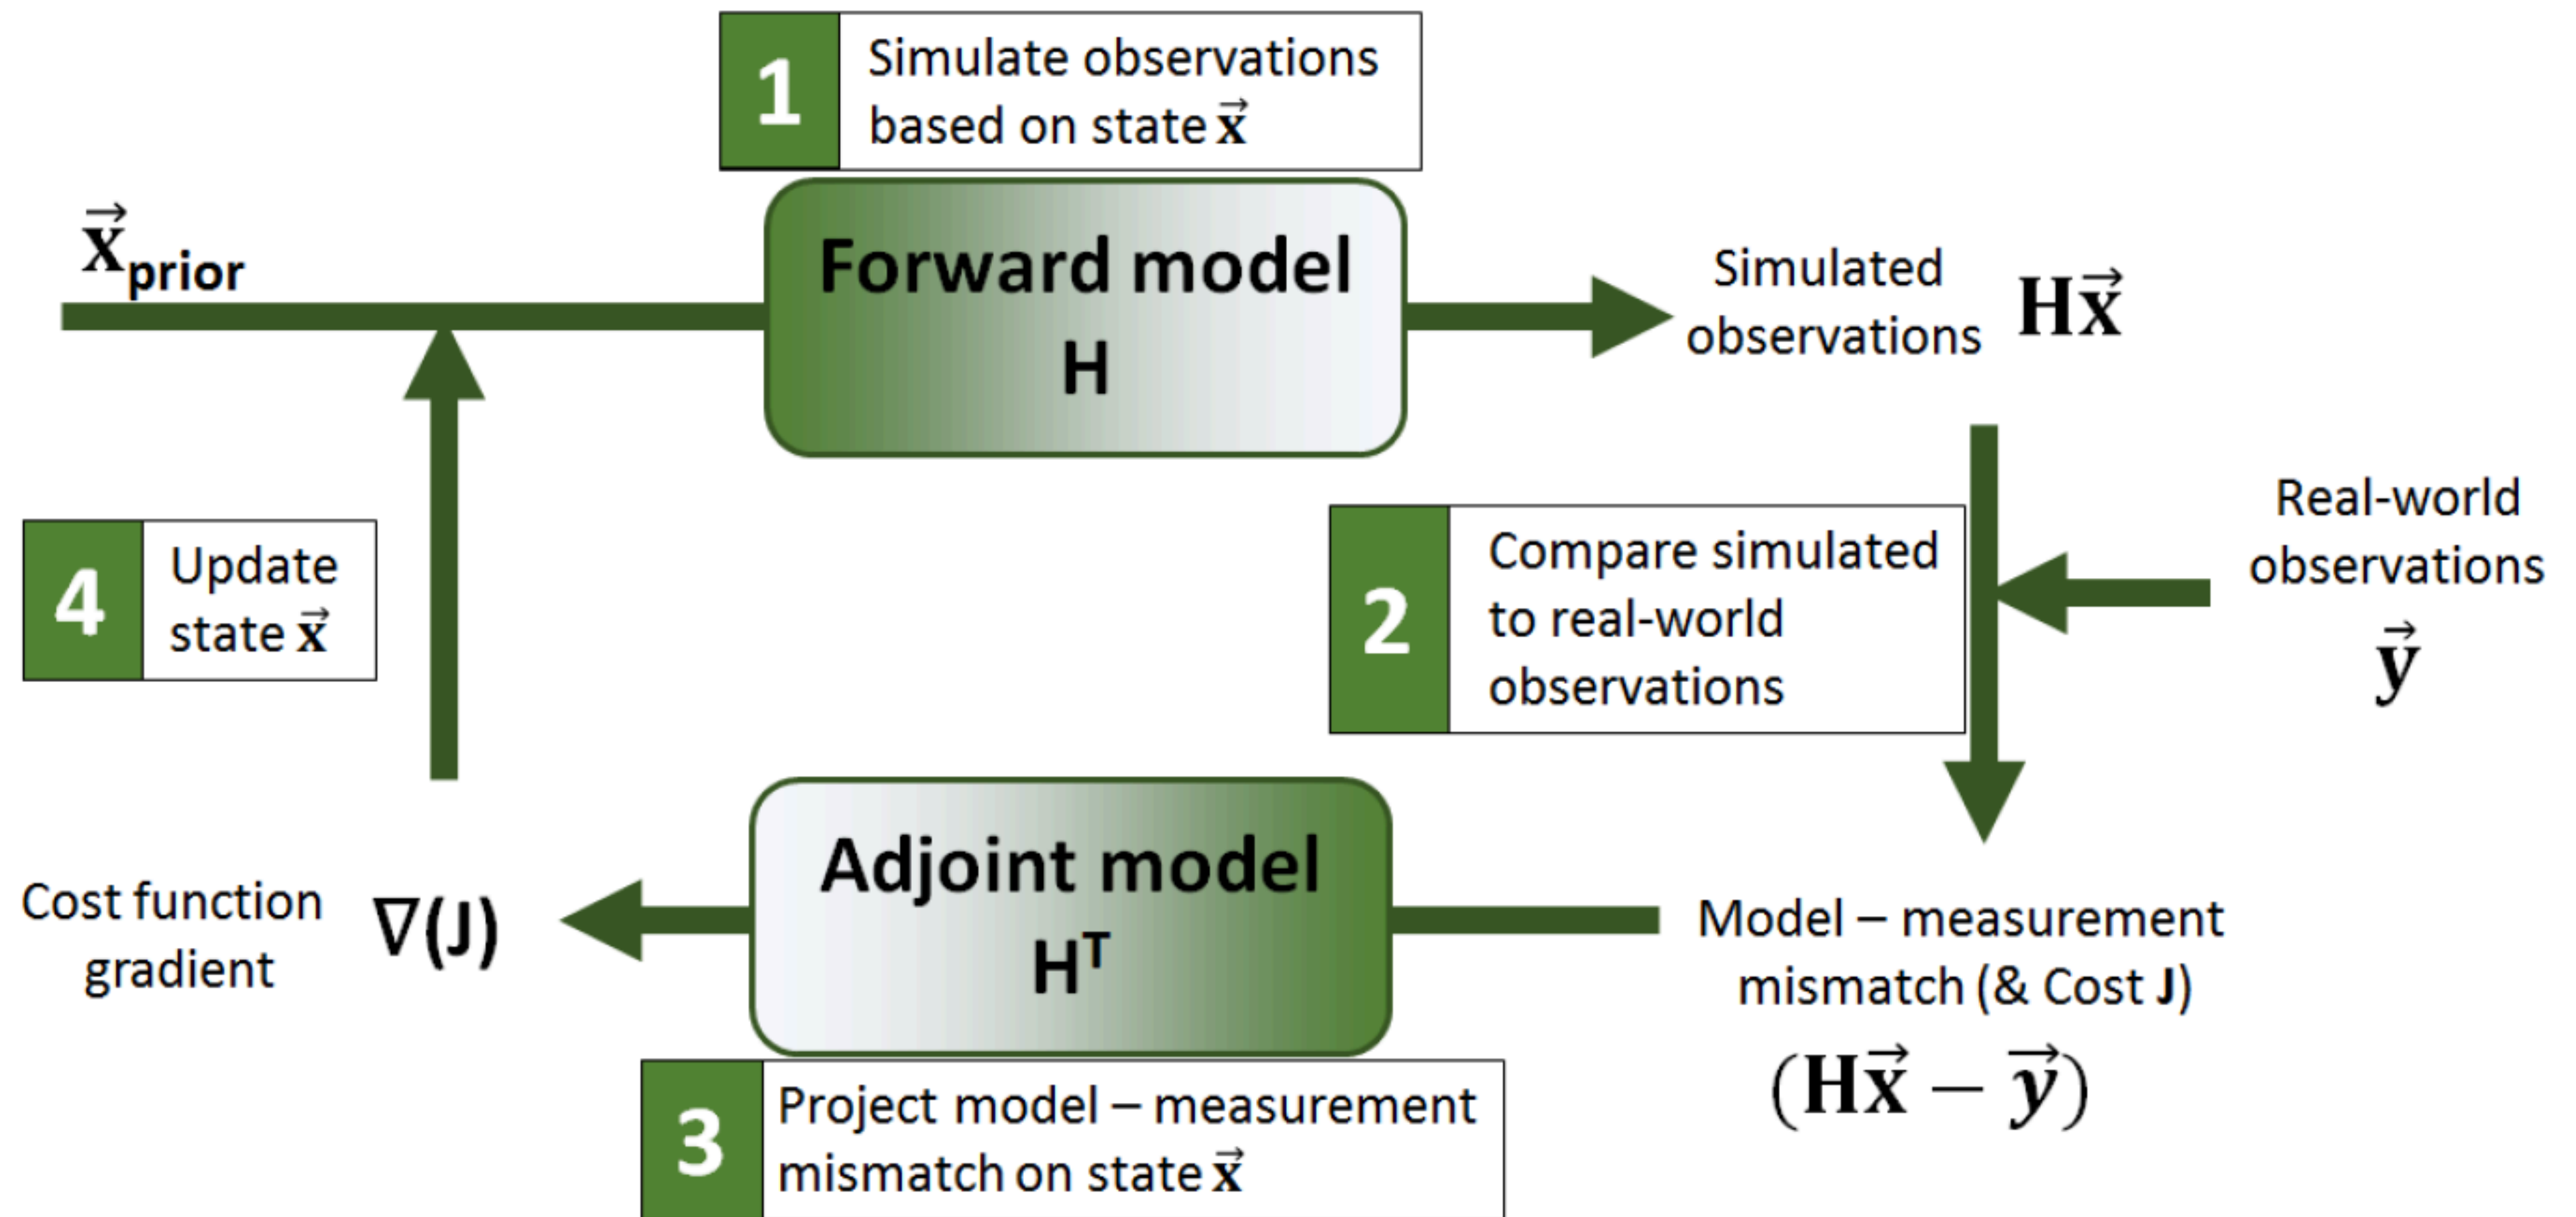 1
Simulate observations
based on state x⃗
x⃗prior
Forward model
H
Simulated
observations
Hx⃗
Real-world
observations
y⃗
2
Compare simulated
to real-world
observations
4
Update
state x⃗
Adjoint model
Hᵀ
Cost function
gradient
∇(J)
Model – measurement
mismatch (& Cost J)
(Hx⃗ – y⃗)
3
Project model – measurement
mismatch on state x⃗